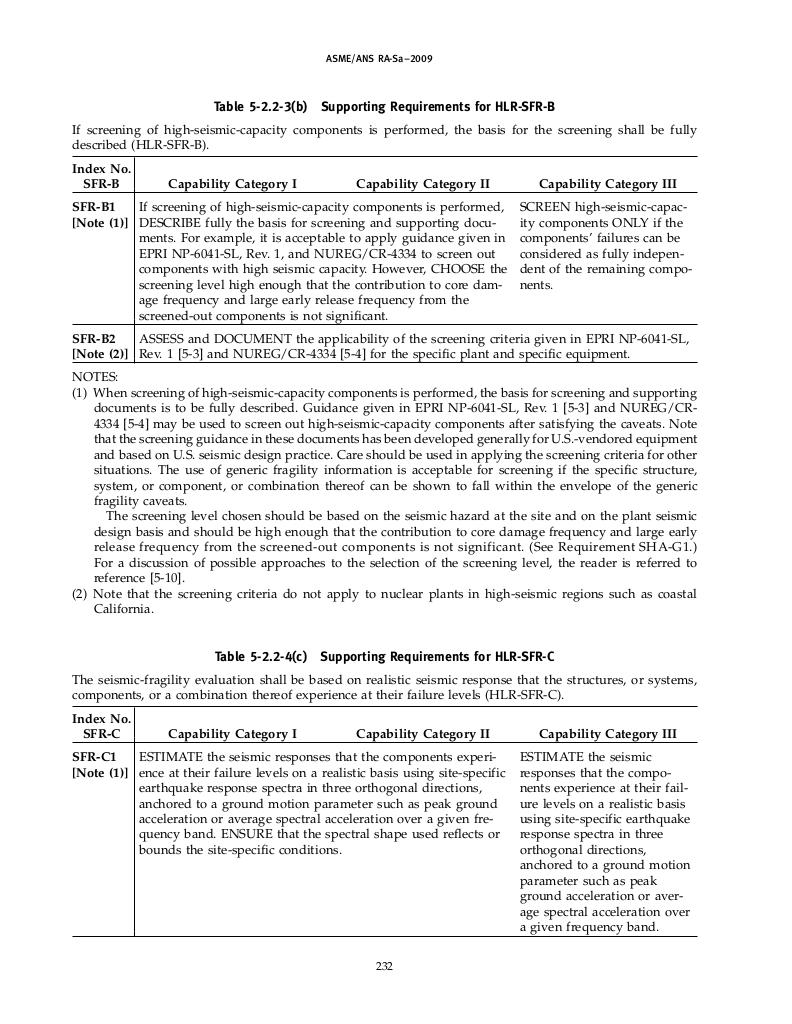 ASME/ANS RA-Sa–2009
Table 5-2.2-3(b) Supporting Requirements for HLR-SFR-B
If screening of high-seismic-capacity components is performed, the basis for the screening shall be fully
described (HLR-SFR-B).
Index No.
SFR-B Capability Category I Capability Category II Capability Category III
SFR-B1
[Note (1)]
If screening of high-seismic-capacity components is performed,
DESCRIBE fully the basis for screening and supporting docu-
ments. For example, it is acceptable to apply guidance given in
EPRI NP-6041-SL, Rev. 1, and NUREG/CR-4334 to screen out
components with high seismic capacity. However, CHOOSE the
screening level high enough that the contribution to core dam-
age frequency and large early release frequency from the
screened-out components is not significant.
SCREEN high-seismic-capac-
ity components ONLY if the
components' failures can be
considered as fully indepen-
dent of the remaining compo-
nents.
SFR-B2
[Note (2)]
ASSESS and DOCUMENT the applicability of the screening criteria given in EPRI NP-6041-SL,
Rev. 1 [5-3] and NUREG/CR-4334 [5-4] for the specific plant and specific equipment.
NOTES:
(1) When screening of high-seismic-capacity components is performed, the basis for screening and supporting
documents is to be fully described. Guidance given in EPRI NP-6041-SL, Rev. 1 [5-3] and NUREG/CR-
4334 [5-4] may be used to screen out high-seismic-capacity components after satisfying the caveats. Note
that the screening guidance in these documents has been developed generally for U.S.-vendored equipment
and based on U.S. seismic design practice. Care should be used in applying the screening criteria for other
situations. The use of generic fragility information is acceptable for screening if the specific structure,
system, or component, or combination thereof can be shown to fall within the envelope of the generic
fragility caveats.
The screening level chosen should be based on the seismic hazard at the site and on the plant seismic
design basis and should be high enough that the contribution to core damage frequency and large early
release frequency from the screened-out components is not significant. (See Requirement SHA-G1.)
For a discussion of possible approaches to the selection of the screening level, the reader is referred to
reference [5-10].
(2) Note that the screening criteria do not apply to nuclear plants in high-seismic regions such as coastal
California.
Table 5-2.2-4(c) Supporting Requirements for HLR-SFR-C
The seismic-fragility evaluation shall be based on realistic seismic response that the structures, or systems,
components, or a combination thereof experience at their failure levels (HLR-SFR-C).
Index No.
SFR-C Capability Category I Capability Category II Capability Category III
SFR-C1
[Note (1)]
ESTIMATE the seismic responses that the components experi-
ence at their failure levels on a realistic basis using site-specific
earthquake response spectra in three orthogonal directions,
anchored to a ground motion parameter such as peak ground
acceleration or average spectral acceleration over a given fre-
quency band. ENSURE that the spectral shape used reflects or
bounds the site-specific conditions.
ESTIMATE the seismic
responses that the compo-
nents experience at their fail-
ure levels on a realistic basis
using site-specific earthquake
response spectra in three
orthogonal directions,
anchored to a ground motion
parameter such as peak
ground acceleration or aver-
age spectral acceleration over
a given frequency band.
232